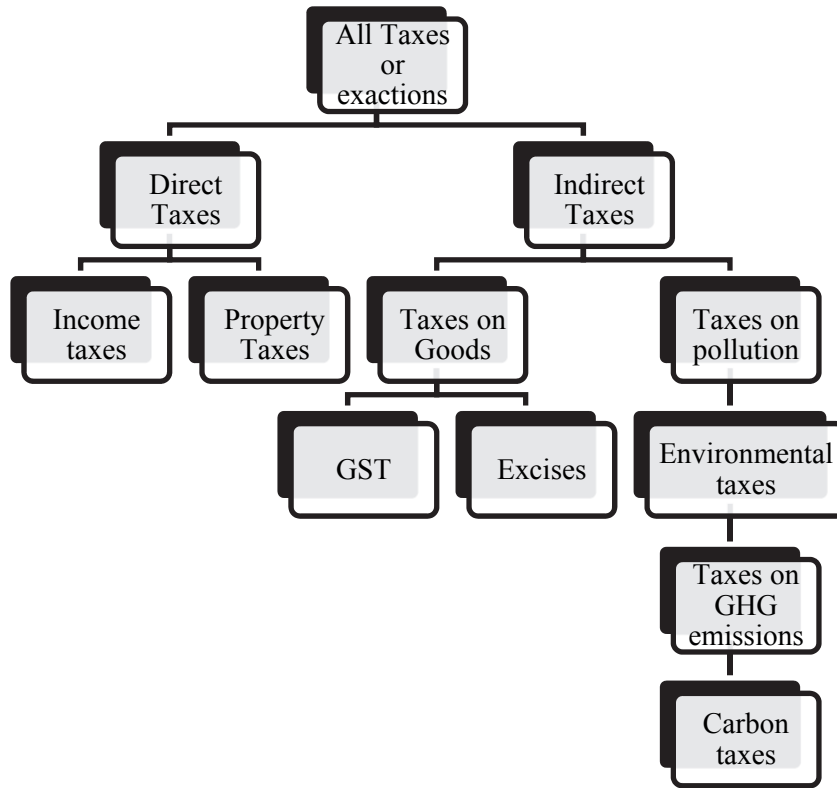 All Taxes
or
exactions
Direct
Taxes
Indirect
Taxes
Income
taxes
Property
Taxes
Taxes on
Goods
Taxes on
pollution
GST
Excises
Environmental
taxes
Taxes on
GHG
emissions
Carbon
taxes